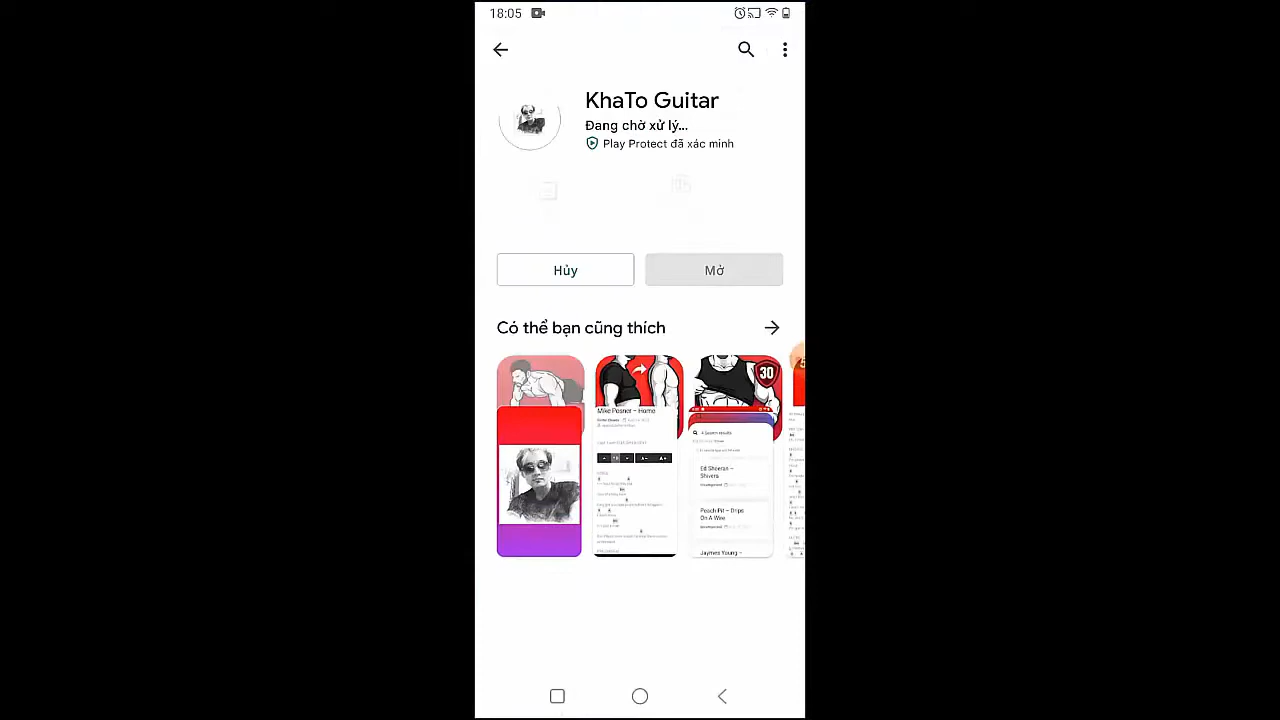 18:05
KhaTo Guitar
Đang chờ xử lý...
Play Protect đã xác minh
Hủy
Mở
Có thể bạn cũng thích
30
Mike Posner – Home
Ed Sheeran –
Shivers
Peach Pit – Drips
On A Wire
Jaymes Young –